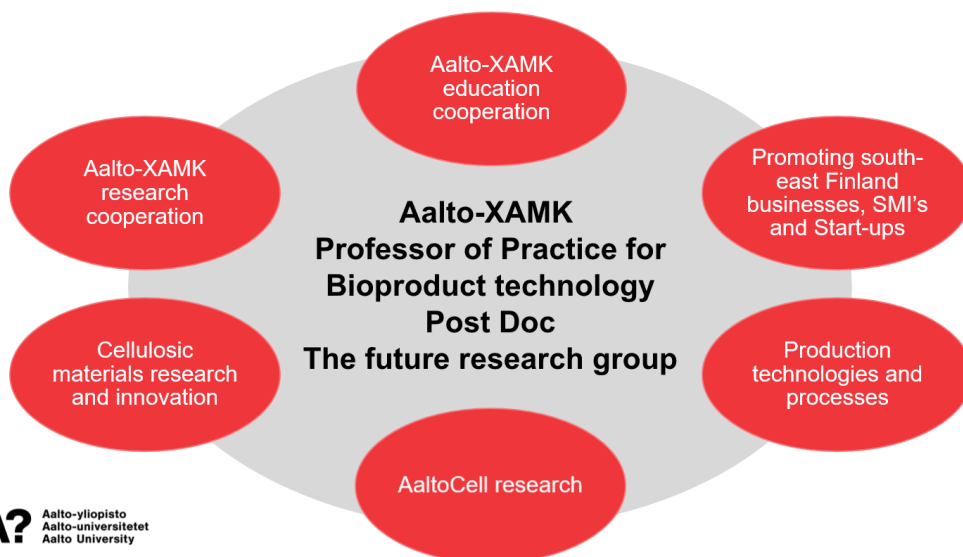 Aalto-XAMK
education
cooperation
Aalto-XAMK
research
cooperation
Promoting south-
east Finland
businesses, SMI's
and Start-ups
Aalto-XAMK
Professor of Practice for
Bioproduct technology
Post Doc
The future research group
Cellulosic
materials research
and innovation
Production
technologies and
processes
AaltoCell research
A?
Aalto-yliopisto
Aalto-universitetet
Aalto University